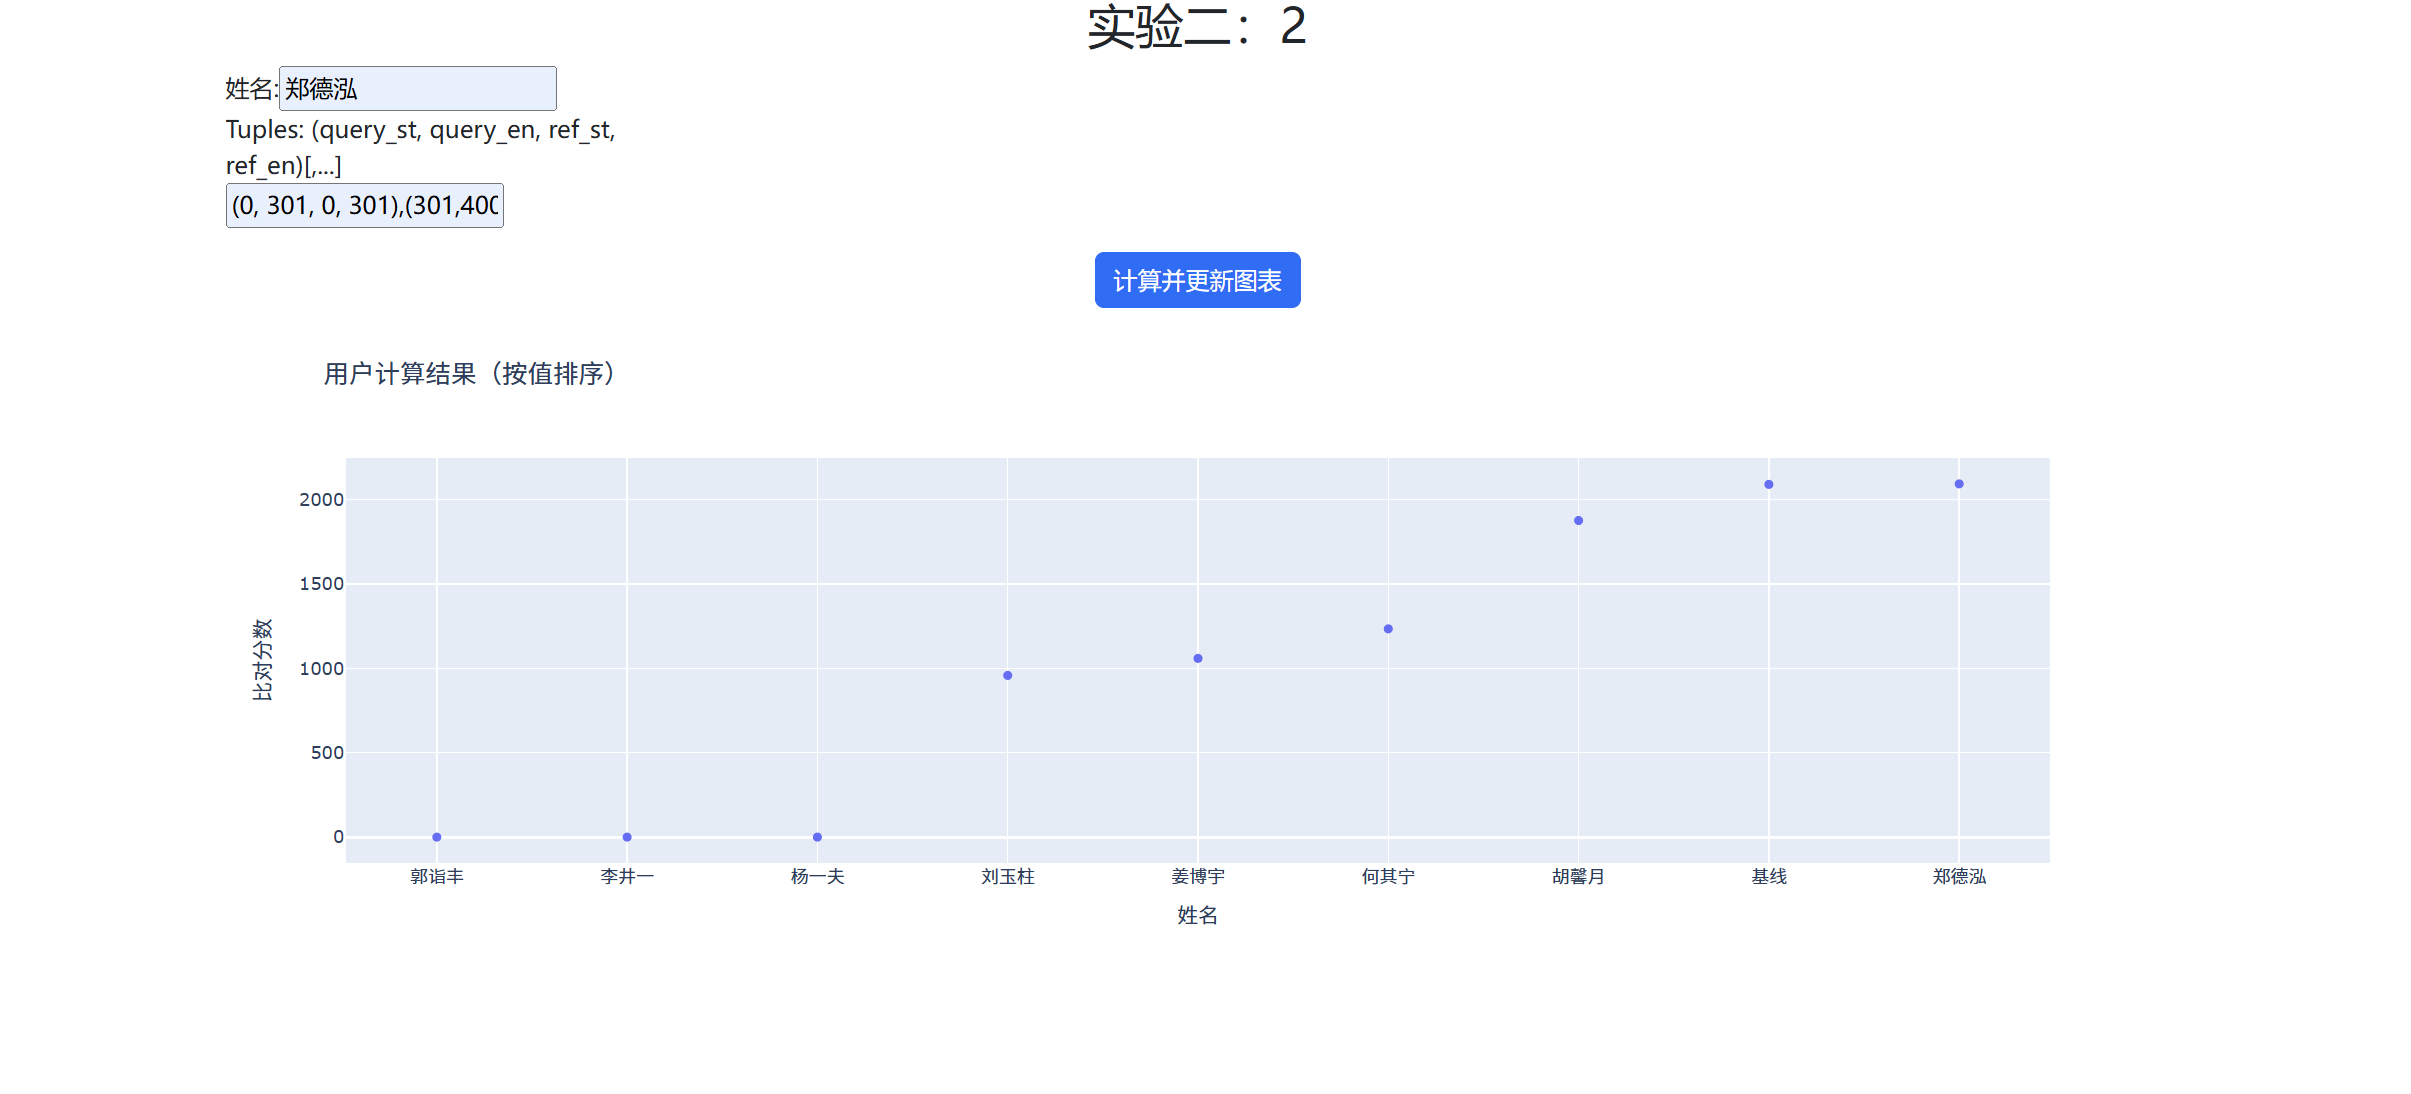 实验二：2
姓名:郑德泓
Tuples: (query_st, query_en, ref_st,
ref_en)[,...]
(0, 301, 0, 301),(301,400
计算并更新图表
用户计算结果（按值排序）
2000
1500
1000
500
0
比对分数
郭诣丰 李井一 杨一夫 刘玉柱 姜博宇 何其宁 胡馨月 基线 郑德泓
姓名